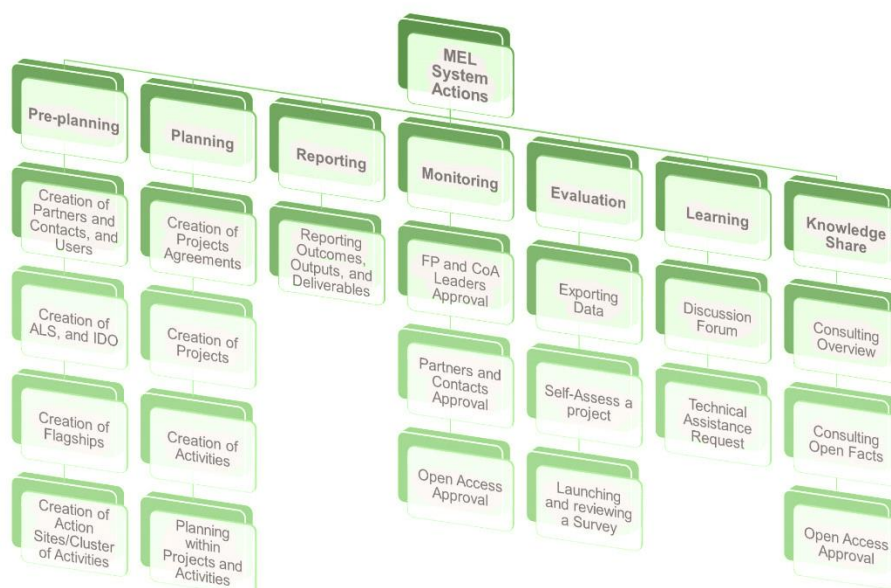 MEL
System
Actions
Pre-planning
Creation of
Partners and
Contacts, and
Users
Creation of
ALS, and IDO
Creation of
Flagships
Creation of
Action
Sites/Cluster
of Activities
Planning
Creation of
Projects
Agreements
Creation of
Projects
Creation of
Activities
Planning
within
Projects and
Activities
Reporting
Reporting
Outcomes,
Outputs, and
Deliverables
Monitoring
FP and CoA
Leaders
Approval
Partners and
Contacts
Approval
Open Access
Approval
Evaluation
Exporting
Data
Self-Assess a
project
Launching
and reviewing
a Survey
Learning
Discussion
Forum
Technical
Assistance
Request
Knowledge
Share
Consulting
Overview
Consulting
Open Facts
Open Access
Approval